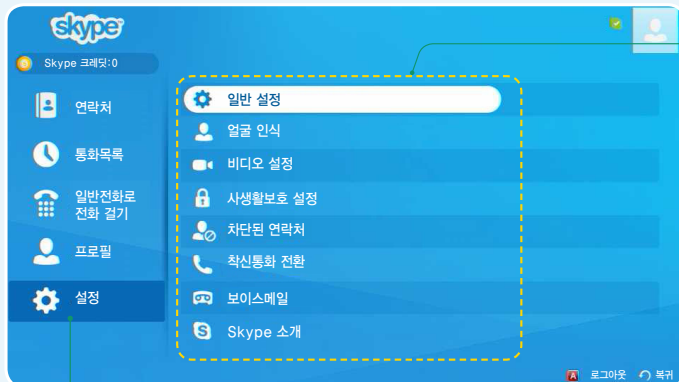 skype
Skype 크레딧:0
연락처
통화목록
일반전화로
전화 걸기
프로필
설정
일반 설정
얼굴 인식
비디오 설정
사생활보호 설정
차단된 연락처
착신통화 전환
보이스메일
Skype 소개
A 로그아웃 복귀